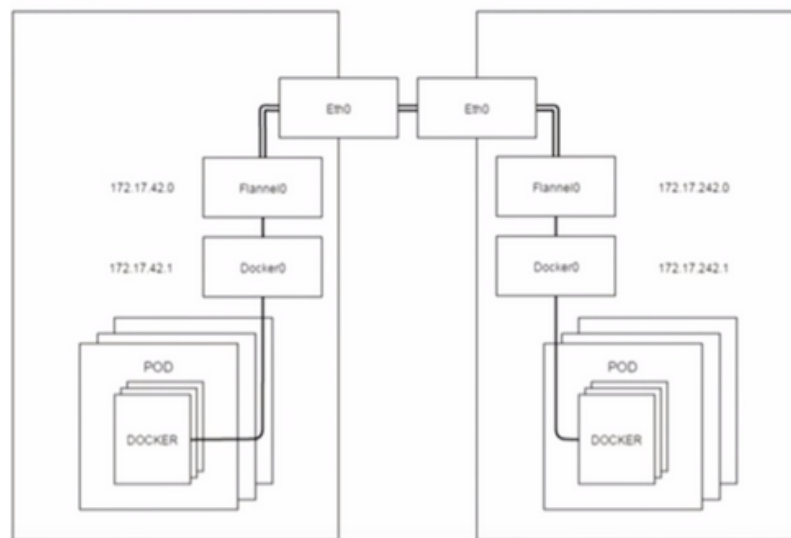 Eth0
Eth0
172.17.42.0
Flannel0
Flannel0
172.17.242.0
172.17.42.1
Docker0
Docker0
172.17.242.1
POD
POD
DOCKER
DOCKER